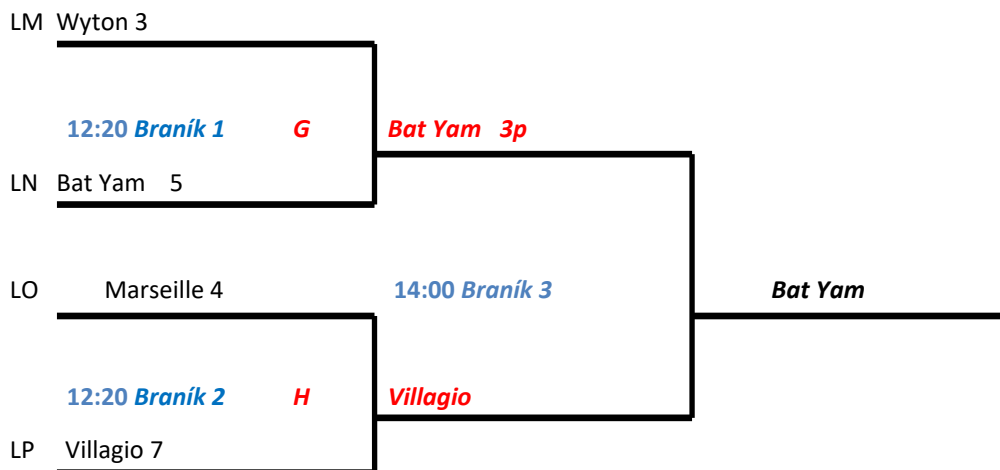 LM Wyton 3
12:20 Braník 1 G Bat Yam 3p
LN Bat Yam 5
LO Marseille 4 14:00 Braník 3 Bat Yam
12:20 Braník 2 H Villagio
LP Villagio 7